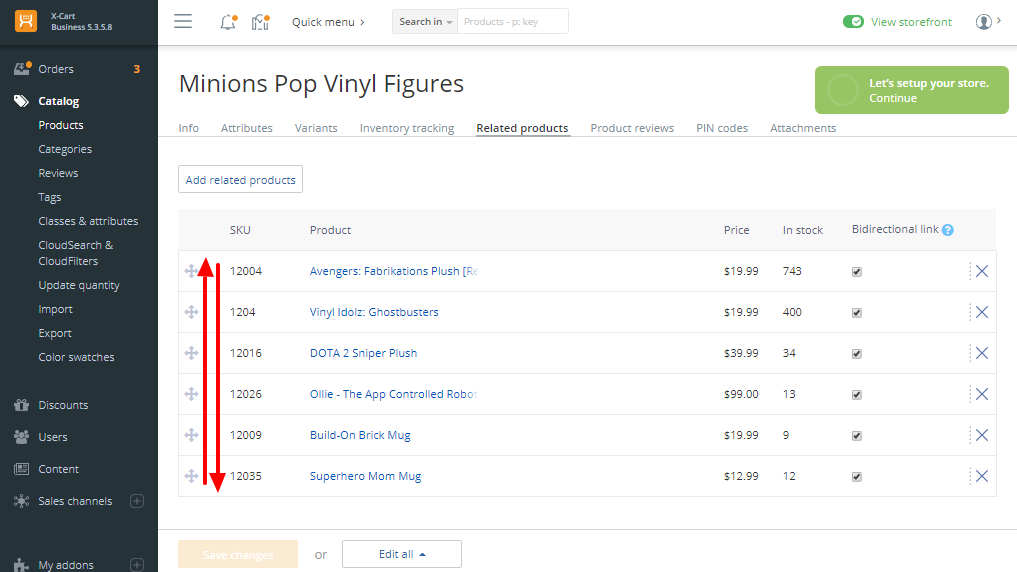 X-Cart
Business 5.3.5.8
Quick menu
Search in
Products - p: key
View storefront
Orders 3
Catalog
Products
Categories
Reviews
Tags
Classes & attributes
CloudSearch &
CloudFilters
Update quantity
Import
Export
Color swatches
Discounts
Users
Content
Sales channels
My addons
Minions Pop Vinyl Figures
Let's setup your store.
Continue
Info Attributes Variants Inventory tracking Related products Product reviews PIN codes Attachments
Add related products
SKU Product Price In stock Bidirectional link ?
12004 Avengers: Fabrikations Plush [Re $19.99 743
1204 Vinyl Idolz: Ghostbusters $19.99 400
12016 DOTA 2 Sniper Plush $39.99 34
12026 Ollie - The App Controlled Robot $99.00 13
12009 Build-On Brick Mug $19.99 9
12035 Superhero Mom Mug $12.99 12
Save changes or Edit all